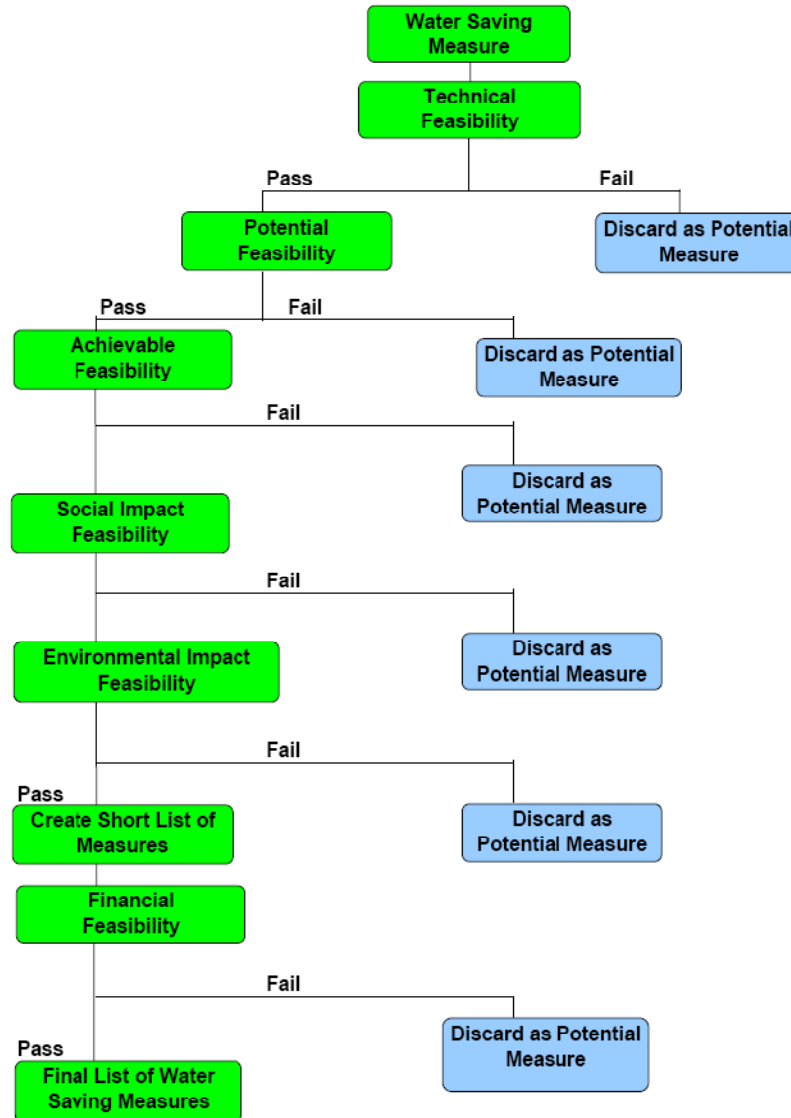 Water Saving
Measure
Technical
Feasibility
Pass
Fail
Potential
Feasibility
Discard as Potential
Measure
Pass
Fail
Achievable
Feasibility
Discard as Potential
Measure
Fail
Discard as
Potential Measure
Social Impact
Feasibility
Fail
Discard as
Potential Measure
Environmental Impact
Feasibility
Fail
Pass
Discard as
Potential Measure
Create Short List of
Measures
Financial
Feasibility
Fail
Discard as Potential
Measure
Pass
Final List of Water
Saving Measures